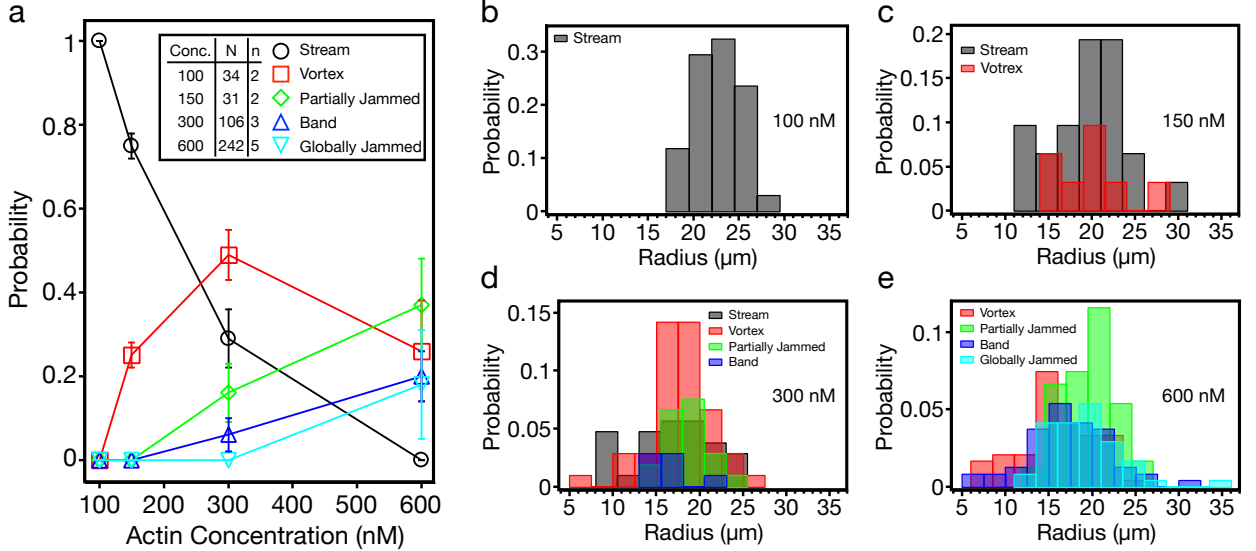 a
Probability
1
0.8
0.6
0.4
0.2
0
100
200
300
400
500
600
Actin Concentration (nM)
Conc. N n
100 34 2
150 31 2
300 106 3
600 242 5
Stream
Vortex
Partially Jammed
Band
Globally Jammed
b
Probability
0.3
0.2
0.1
0
5 10 15 20 25 30 35
Radius (μm)
Stream
100 nM
c
Probability
0.2
0.15
0.1
0.05
0
5 10 15 20 25 30 35
Radius (μm)
Stream
Votrex
150 nM
d
Probability
0.15
0.1
0.05
0
5 10 15 20 25 30 35
Radius (μm)
Stream
Vortex
Partially Jammed
Band
300 nM
e
Probability
0.1
0.05
0
5 10 15 20 25 30 35
Radius (μm)
Vortex
Partially Jammed
Band
Globally Jammed
600 nM